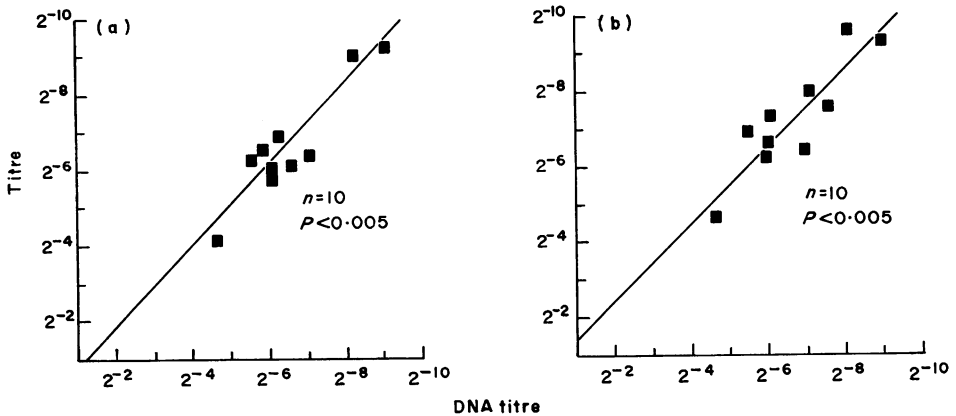 (a)
Titre
2⁻¹⁰
2⁻⁸
2⁻⁶
2⁻⁴
2⁻²
n=10
P<0·005
2⁻² 2⁻⁴ 2⁻⁶ 2⁻⁸ 2⁻¹⁰
(b)
2⁻¹⁰
2⁻⁸
2⁻⁶
2⁻⁴
2⁻²
n=10
P<0·005
2⁻² 2⁻⁴ 2⁻⁶ 2⁻⁸ 2⁻¹⁰
DNA titre